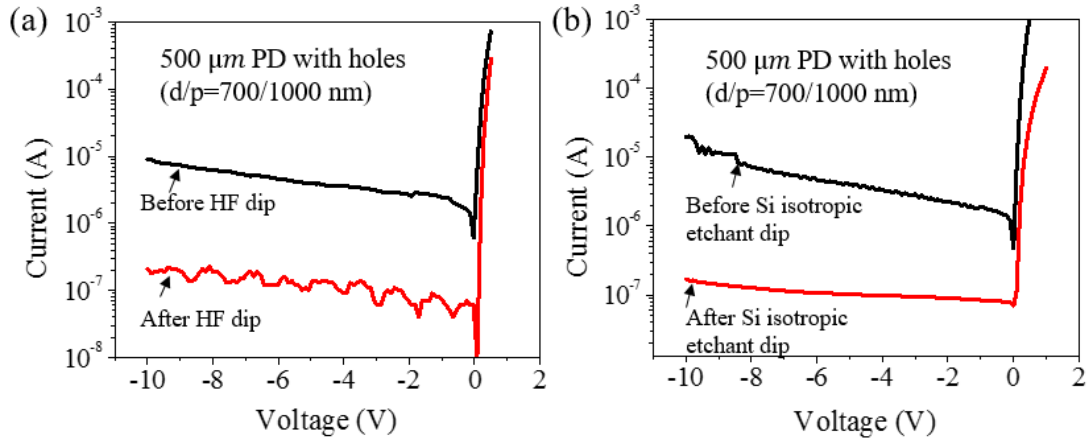 (a)
500 μm PD with holes
(d/p=700/1000 nm)
10⁻³
10⁻⁴
10⁻⁵
10⁻⁶
10⁻⁷
10⁻⁸
Current (A)
Before HF dip
After HF dip
-10 -8 -6 -4 -2 0 2
Voltage (V)
(b)
500 μm PD with holes
(d/p=700/1000 nm)
10⁻³
10⁻⁴
10⁻⁵
10⁻⁶
10⁻⁷
Current (A)
Before Si isotropic
etchant dip
After Si isotropic
etchant dip
-10 -8 -6 -4 -2 0 2
Voltage (V)